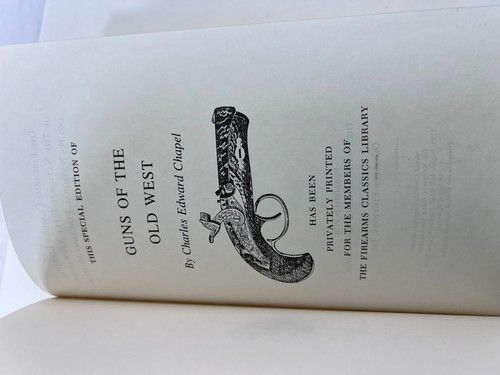 THIS SPECIAL EDITION OF
GUNS OF THE
OLD WEST
By Charles Edward Chapel
HAS BEEN
PRIVATELY PRINTED
FOR THE MEMBERS OF
THE FIREARMS CLASSICS LIBRARY